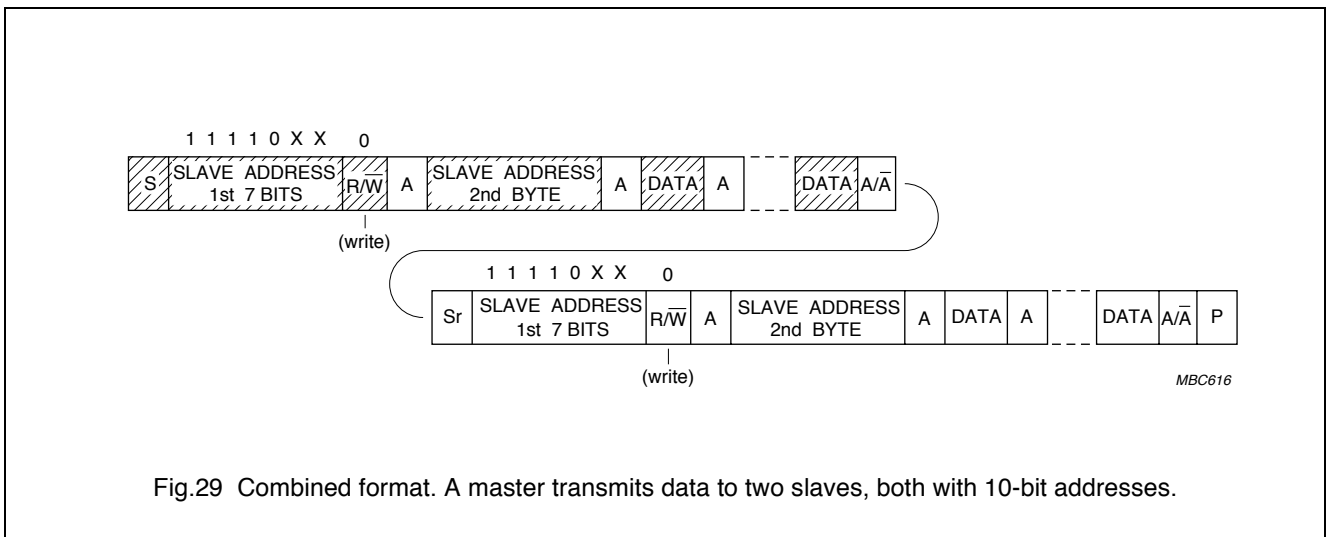 1 1 1 1 0 X X 0
S SLAVE ADDRESS 1st 7 BITS R/W̅ A SLAVE ADDRESS 2nd BYTE A DATA A DATA A/A̅
(write)
1 1 1 1 0 X X 0
Sr SLAVE ADDRESS 1st 7 BITS R/W̅ A SLAVE ADDRESS 2nd BYTE A DATA A DATA A/A̅ P
(write)
MBC616
Fig.29 Combined format. A master transmits data to two slaves, both with 10-bit addresses.